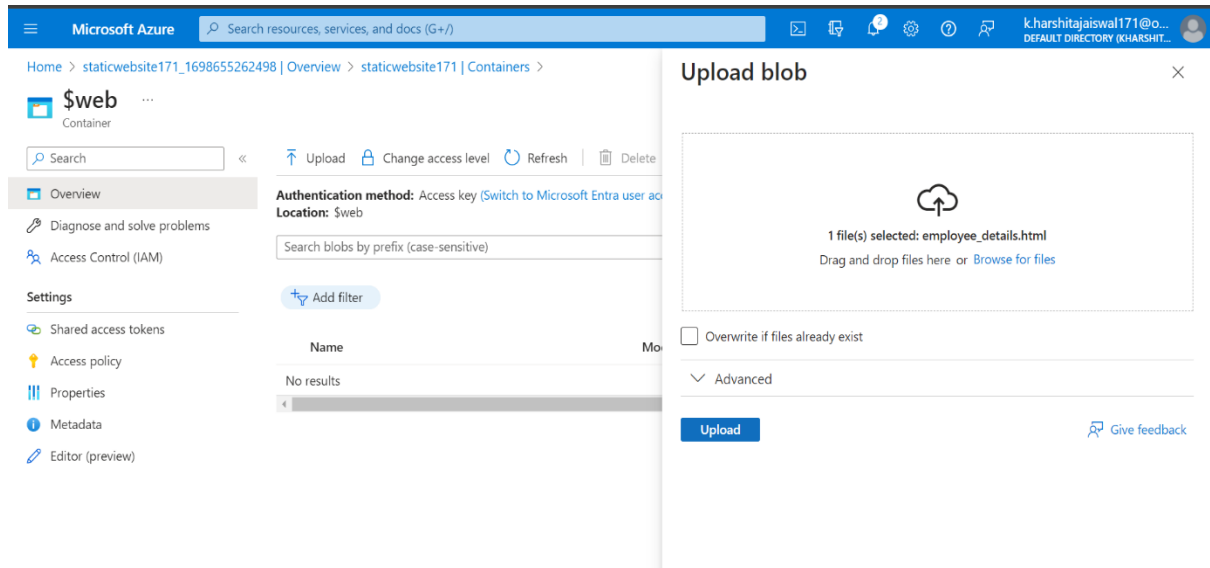 Microsoft Azure
Search resources, services, and docs (G+/)
2
k.harshitajaiswal171@o...
DEFAULT DIRECTORY (KHARSHIT...
Home > staticwebsite171_1698655262498 | Overview > staticwebsite171 | Containers >
$web ...
Container
Search
«
Overview
Diagnose and solve problems
Access Control (IAM)
Settings
Shared access tokens
Access policy
Properties
Metadata
Editor (preview)
Upload Change access level Refresh Delete
Authentication method: Access key (Switch to Microsoft Entra user ac
Location: $web
Search blobs by prefix (case-sensitive)
Add filter
Name Mo
No results
Upload blob
1 file(s) selected: employee_details.html
Drag and drop files here or Browse for files
Overwrite if files already exist
Advanced
Upload
Give feedback